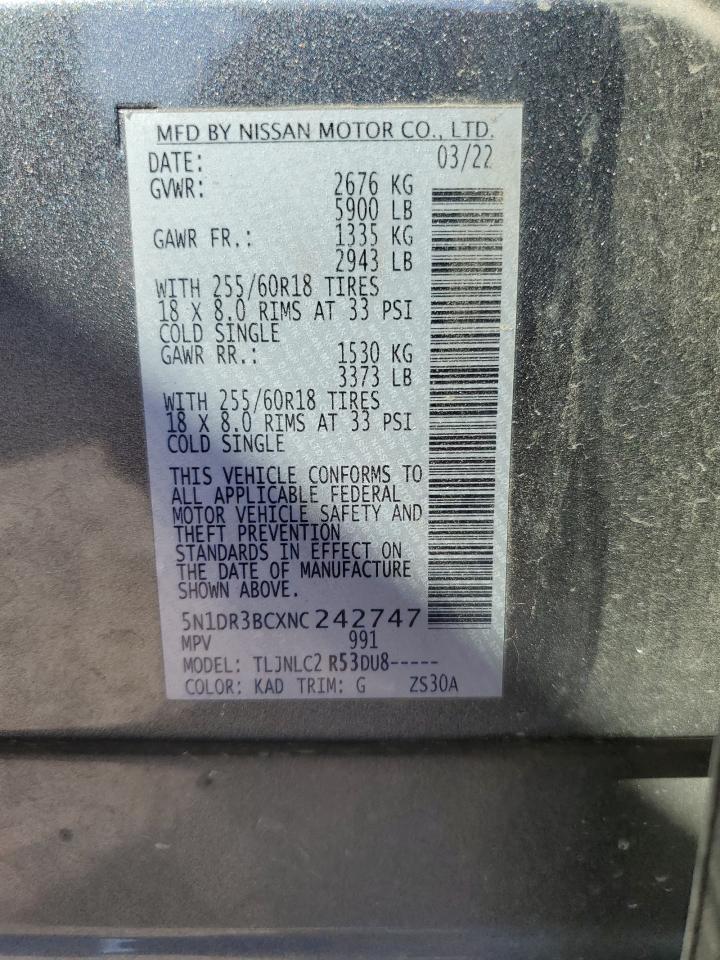 MFD BY NISSAN MOTOR CO., LTD.
DATE: 03/22
GVWR: 2676 KG
5900 LB
GAWR FR.: 1335 KG
2943 LB
WITH 255/60R18 TIRES
18 X 8.0 RIMS AT 33 PSI
COLD SINGLE
GAWR RR.: 1530 KG
3373 LB
WITH 255/60R18 TIRES
18 X 8.0 RIMS AT 33 PSI
COLD SINGLE
THIS VEHICLE CONFORMS TO
ALL APPLICABLE FEDERAL
MOTOR VEHICLE SAFETY AND
THEFT PREVENTION
STANDARDS IN EFFECT ON
THE DATE OF MANUFACTURE
SHOWN ABOVE.
5N1DR3BCXNC242747
MPV 991
MODEL: TLJNLC2 R53DU8-----
COLOR: KAD TRIM: G ZS30A